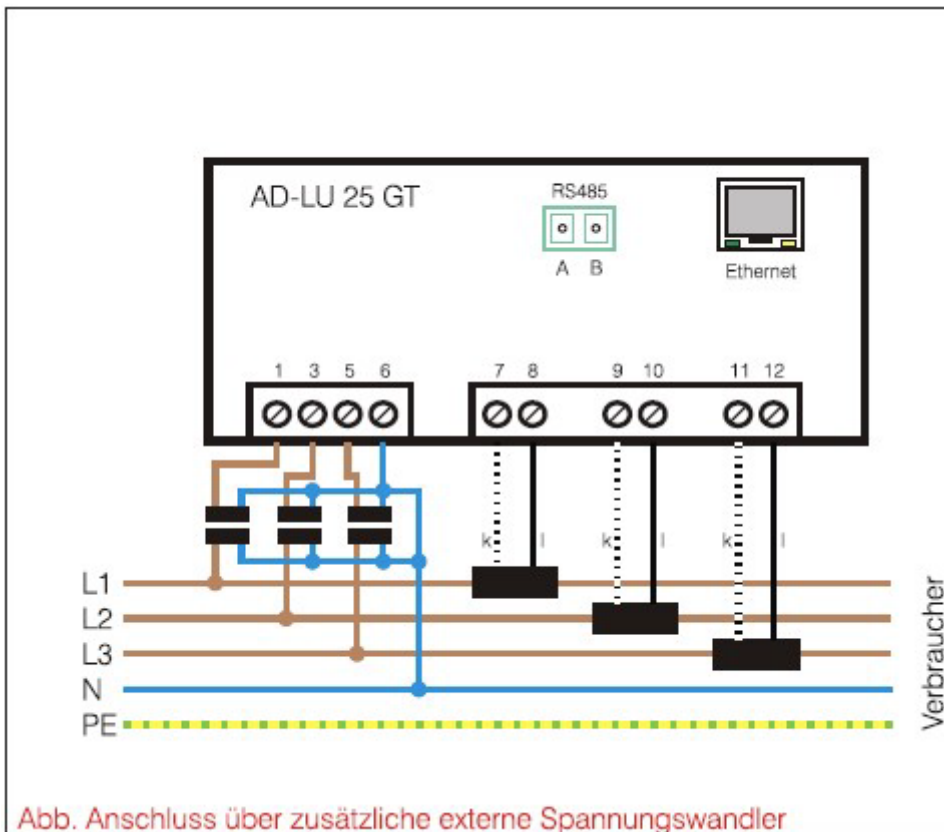 AD-LU 25 GT
RS485
A B
Ethernet
1 3 5 6 7 8 9 10 11 12
k l k l k l
L1
L2
L3
N
PE
Verbraucher
Abb. Anschluss über zusätzliche externe Spannungswandler